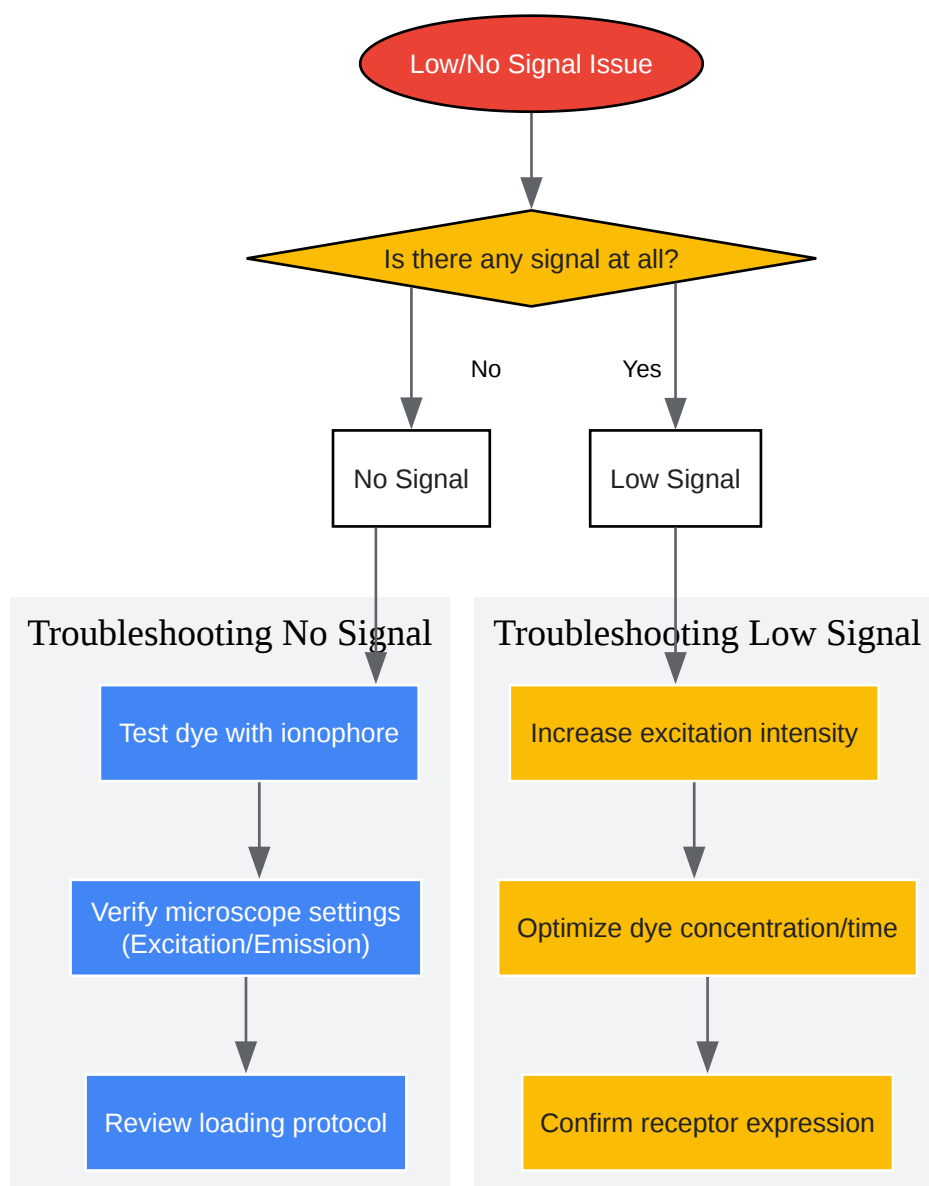 Low/No Signal Issue
Is there any signal at all?
No
Yes
No Signal
Low Signal
Troubleshooting No Signal
Test dye with ionophore
Verify microscope settings
(Excitation/Emission)
Review loading protocol
Troubleshooting Low Signal
Increase excitation intensity
Optimize dye concentration/time
Confirm receptor expression